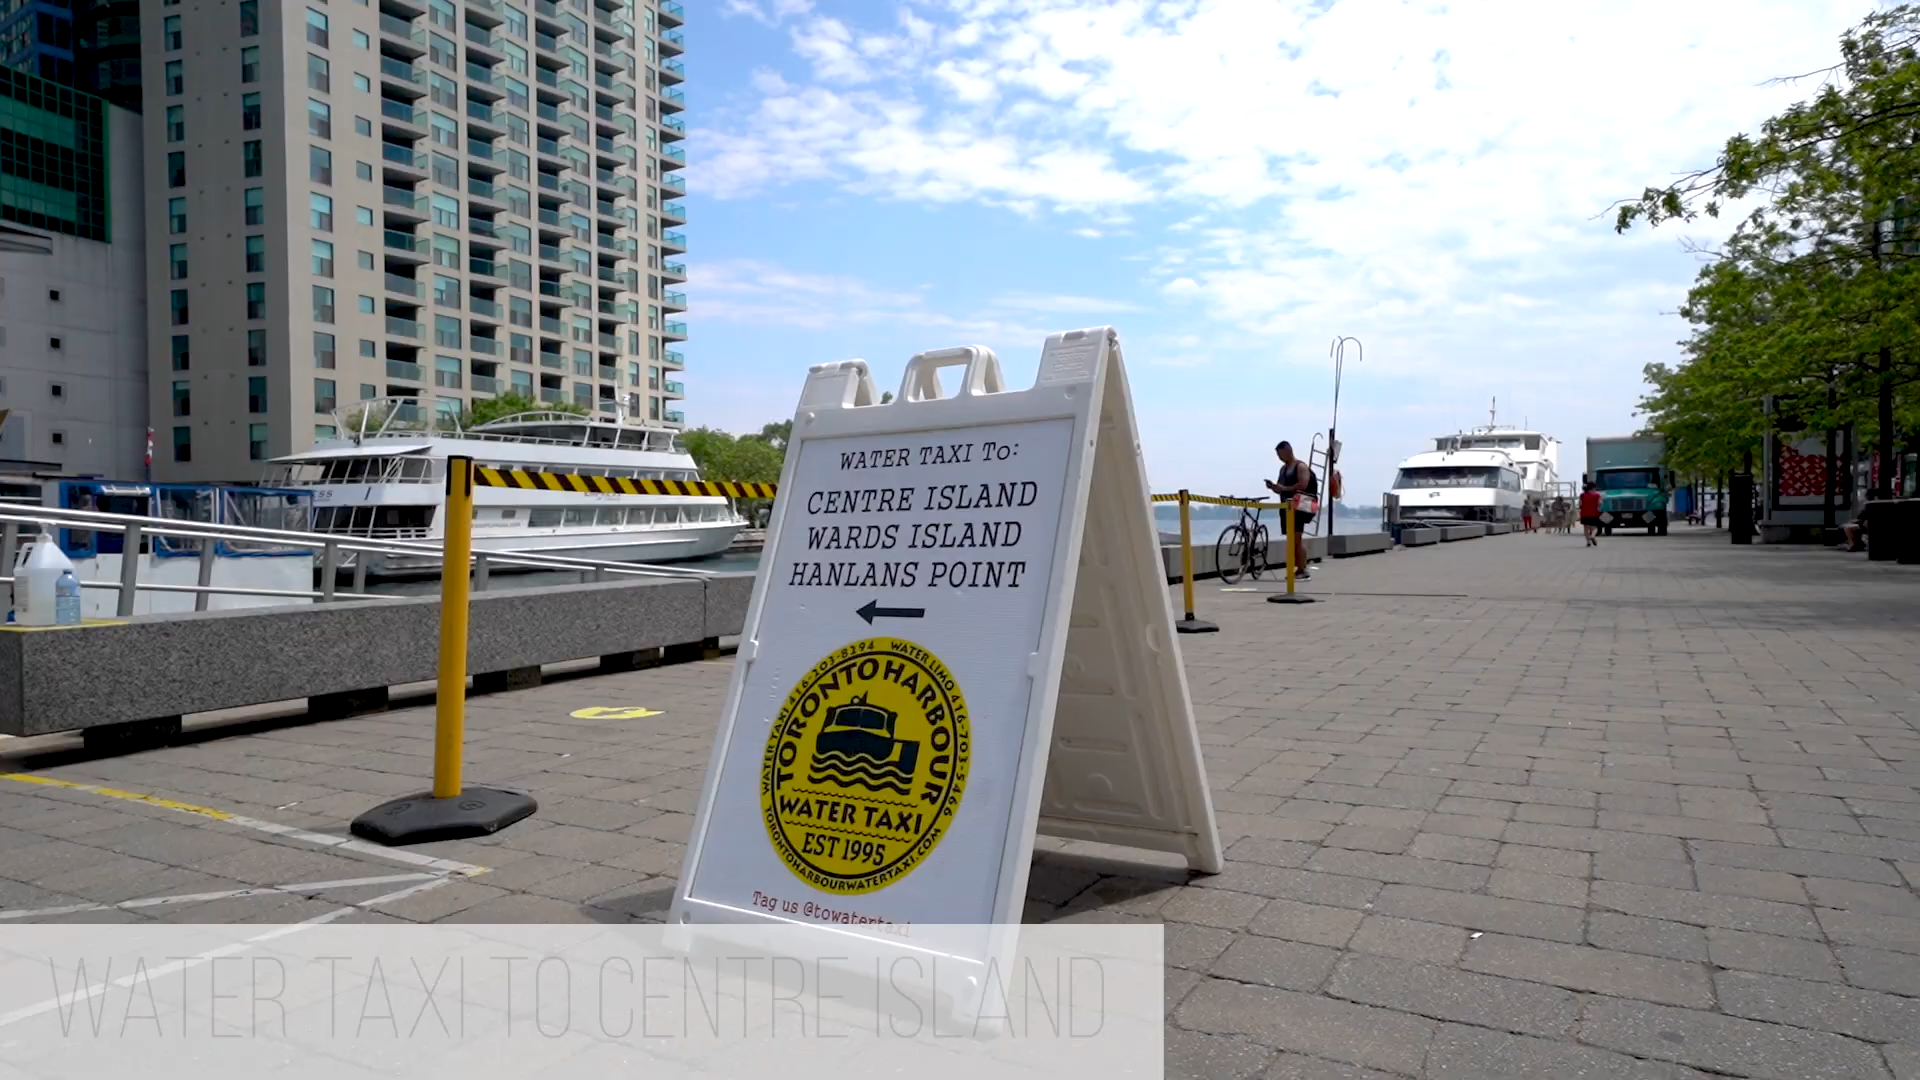 WATER TAXI To:
CENTRE ISLAND
WARDS ISLAND
HANLANS POINT
WATER TAXI 416-203-8194 WATER LIMO 416-703-5466
TORONTO HARBOUR
WATER TAXI
EST 1995
TORONTOHARBOURWATERTAXI.COM
Tag us @towatertaxi
WATER TAXI TO CENTRE ISLAND